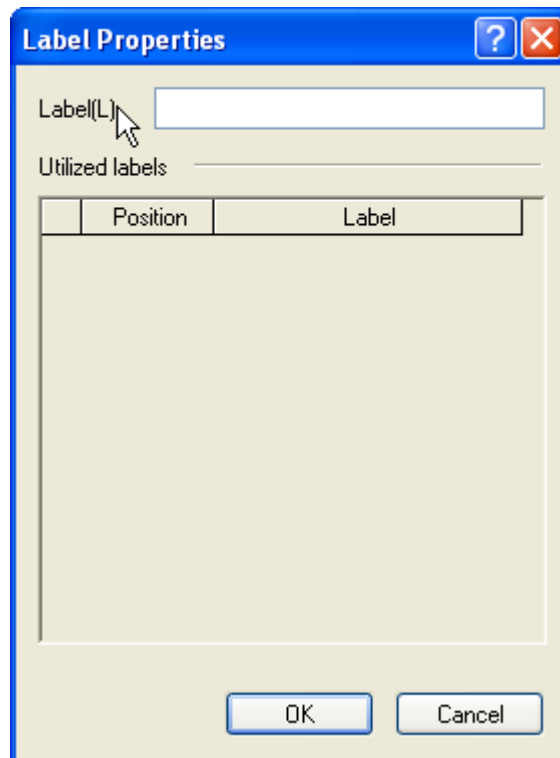 Label Properties
Label(L)
Utilized labels
Position Label
OK Cancel